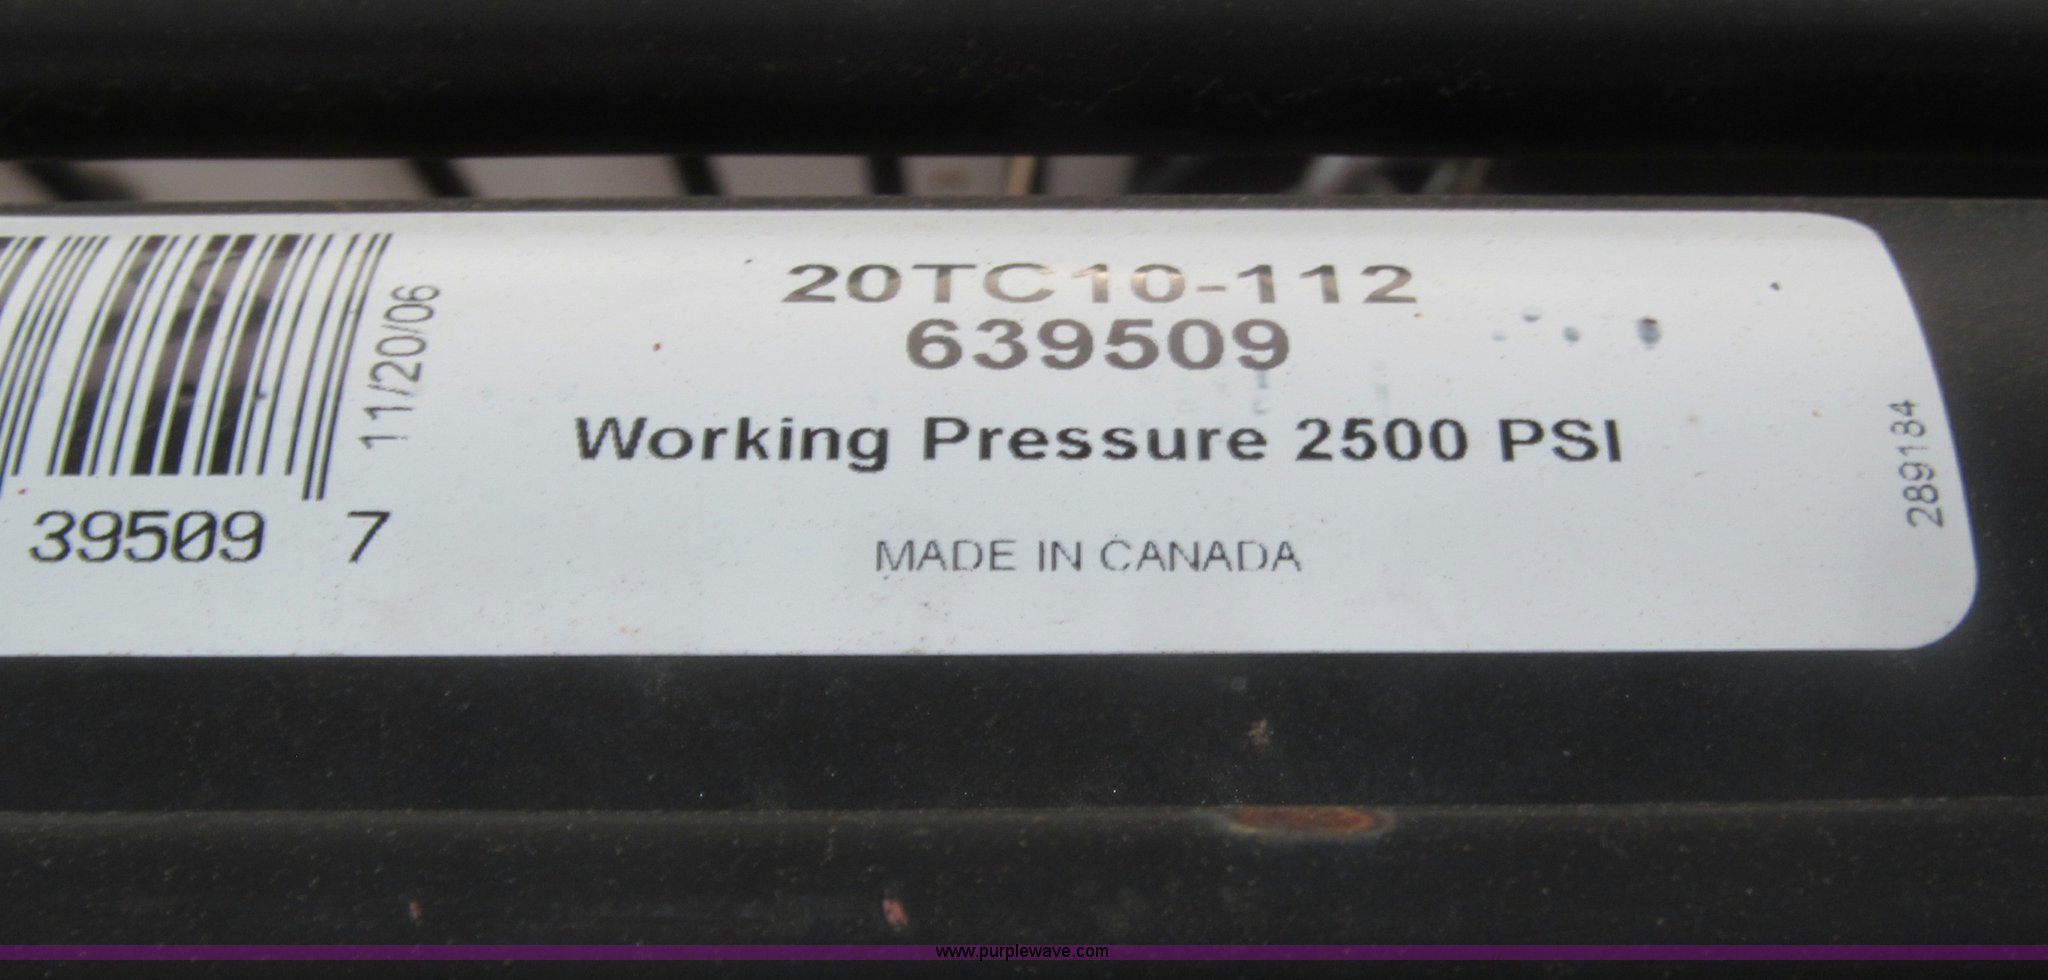 20TC10-112
639509
Working Pressure 2500 PSI
MADE IN CANADA
11/20/06
39509 7
289184
www.purplewave.com